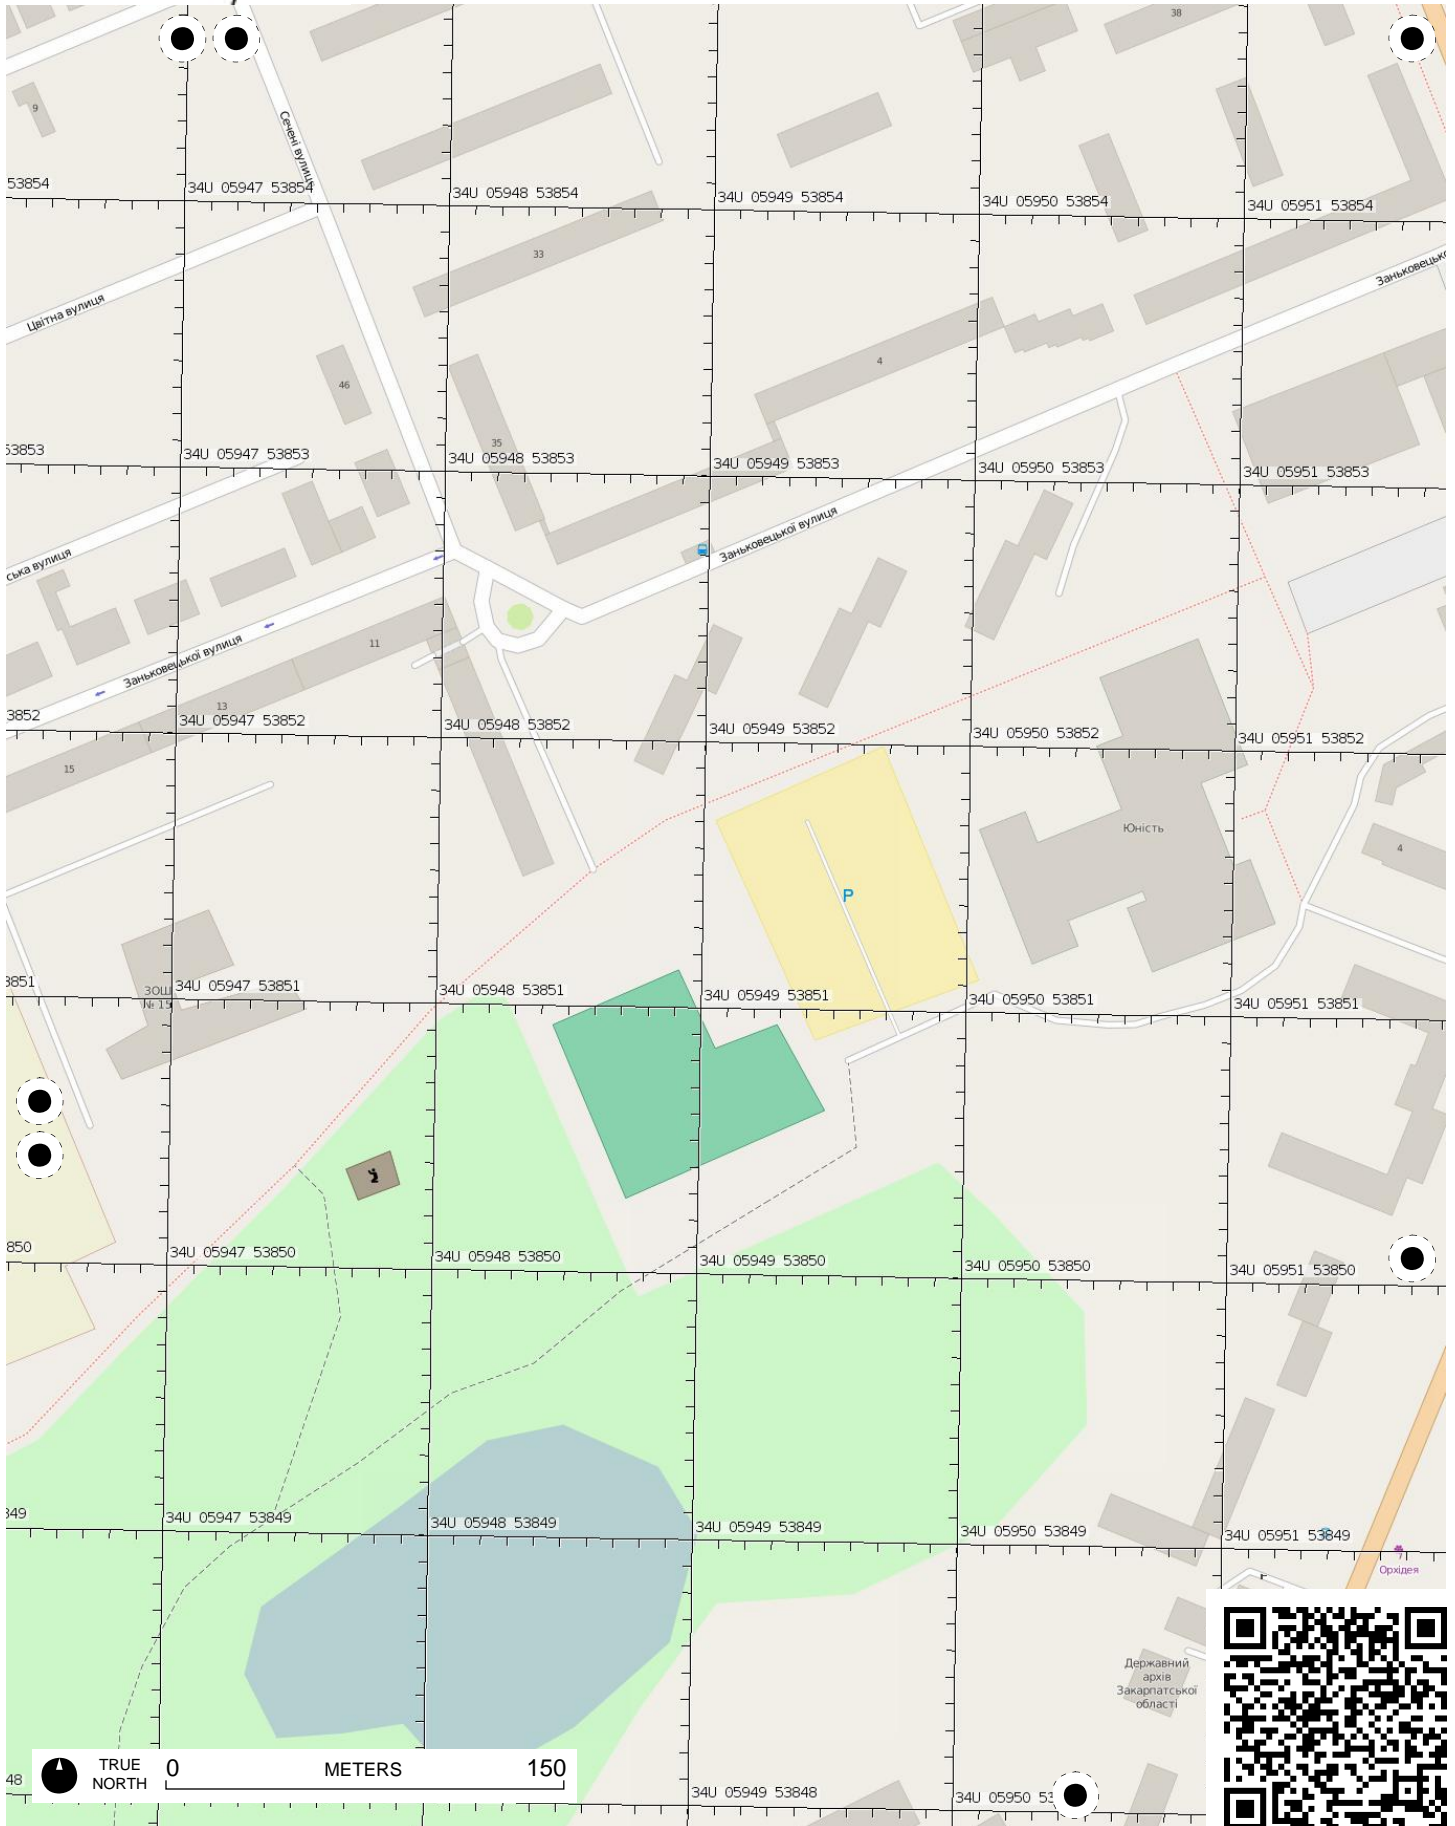 38
9
Сечені вулиця
53854
34U 05947 53854
34U 05948 53854
34U 05949 53854
34U 05950 53854
34U 05951 53854
33
Заньковецько
Цвітна вулиця
4
46
35
53853
34U 05947 53853
34U 05948 53853
34U 05949 53853
34U 05950 53853
34U 05951 53853
Заньковецької вулиця
ська вулиця
11
Заньковецької вулиця
13
3852
34U 05947 53852
34U 05948 53852
34U 05949 53852
34U 05950 53852
34U 05951 53852
15
Юність
4
P
3851
ЗОШ
№ 15
34U 05947 53851
34U 05948 53851
34U 05949 53851
34U 05950 53851
34U 05951 53851
850
34U 05947 53850
34U 05948 53850
34U 05949 53850
34U 05950 53850
34U 05951 53850
849
34U 05947 53849
34U 05948 53849
34U 05949 53849
34U 05950 53849
34U 05951 53849
Орхідея
Державний
архів
Закарпатської
області
TRUE
NORTH
0
METERS
150
48
34U 05949 53848
34U 05950 53